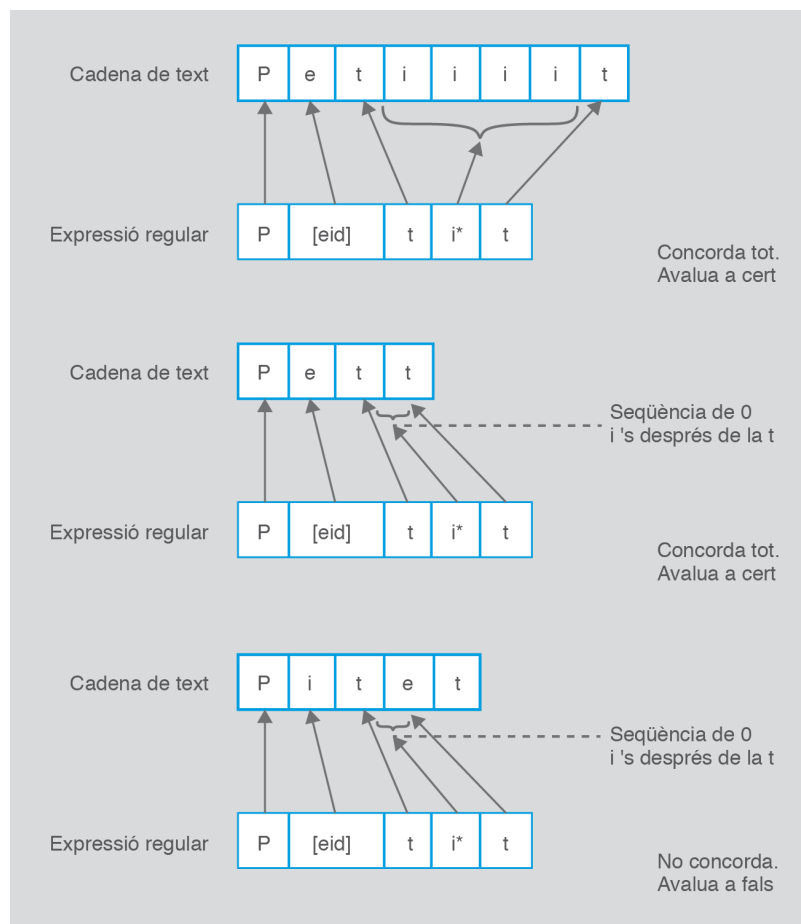 Cadena de text P e t i i i i t
Expressió regular P [eid] t i* t
Concorda tot.
Avalua a cert
Cadena de text P e t t
Seqüència de 0
i 's després de la t
Expressió regular P [eid] t i* t
Concorda tot.
Avalua a cert
Cadena de text P i t e t
Seqüència de 0
i 's després de la t
Expressió regular P [eid] t i* t
No concorda.
Avalua a fals